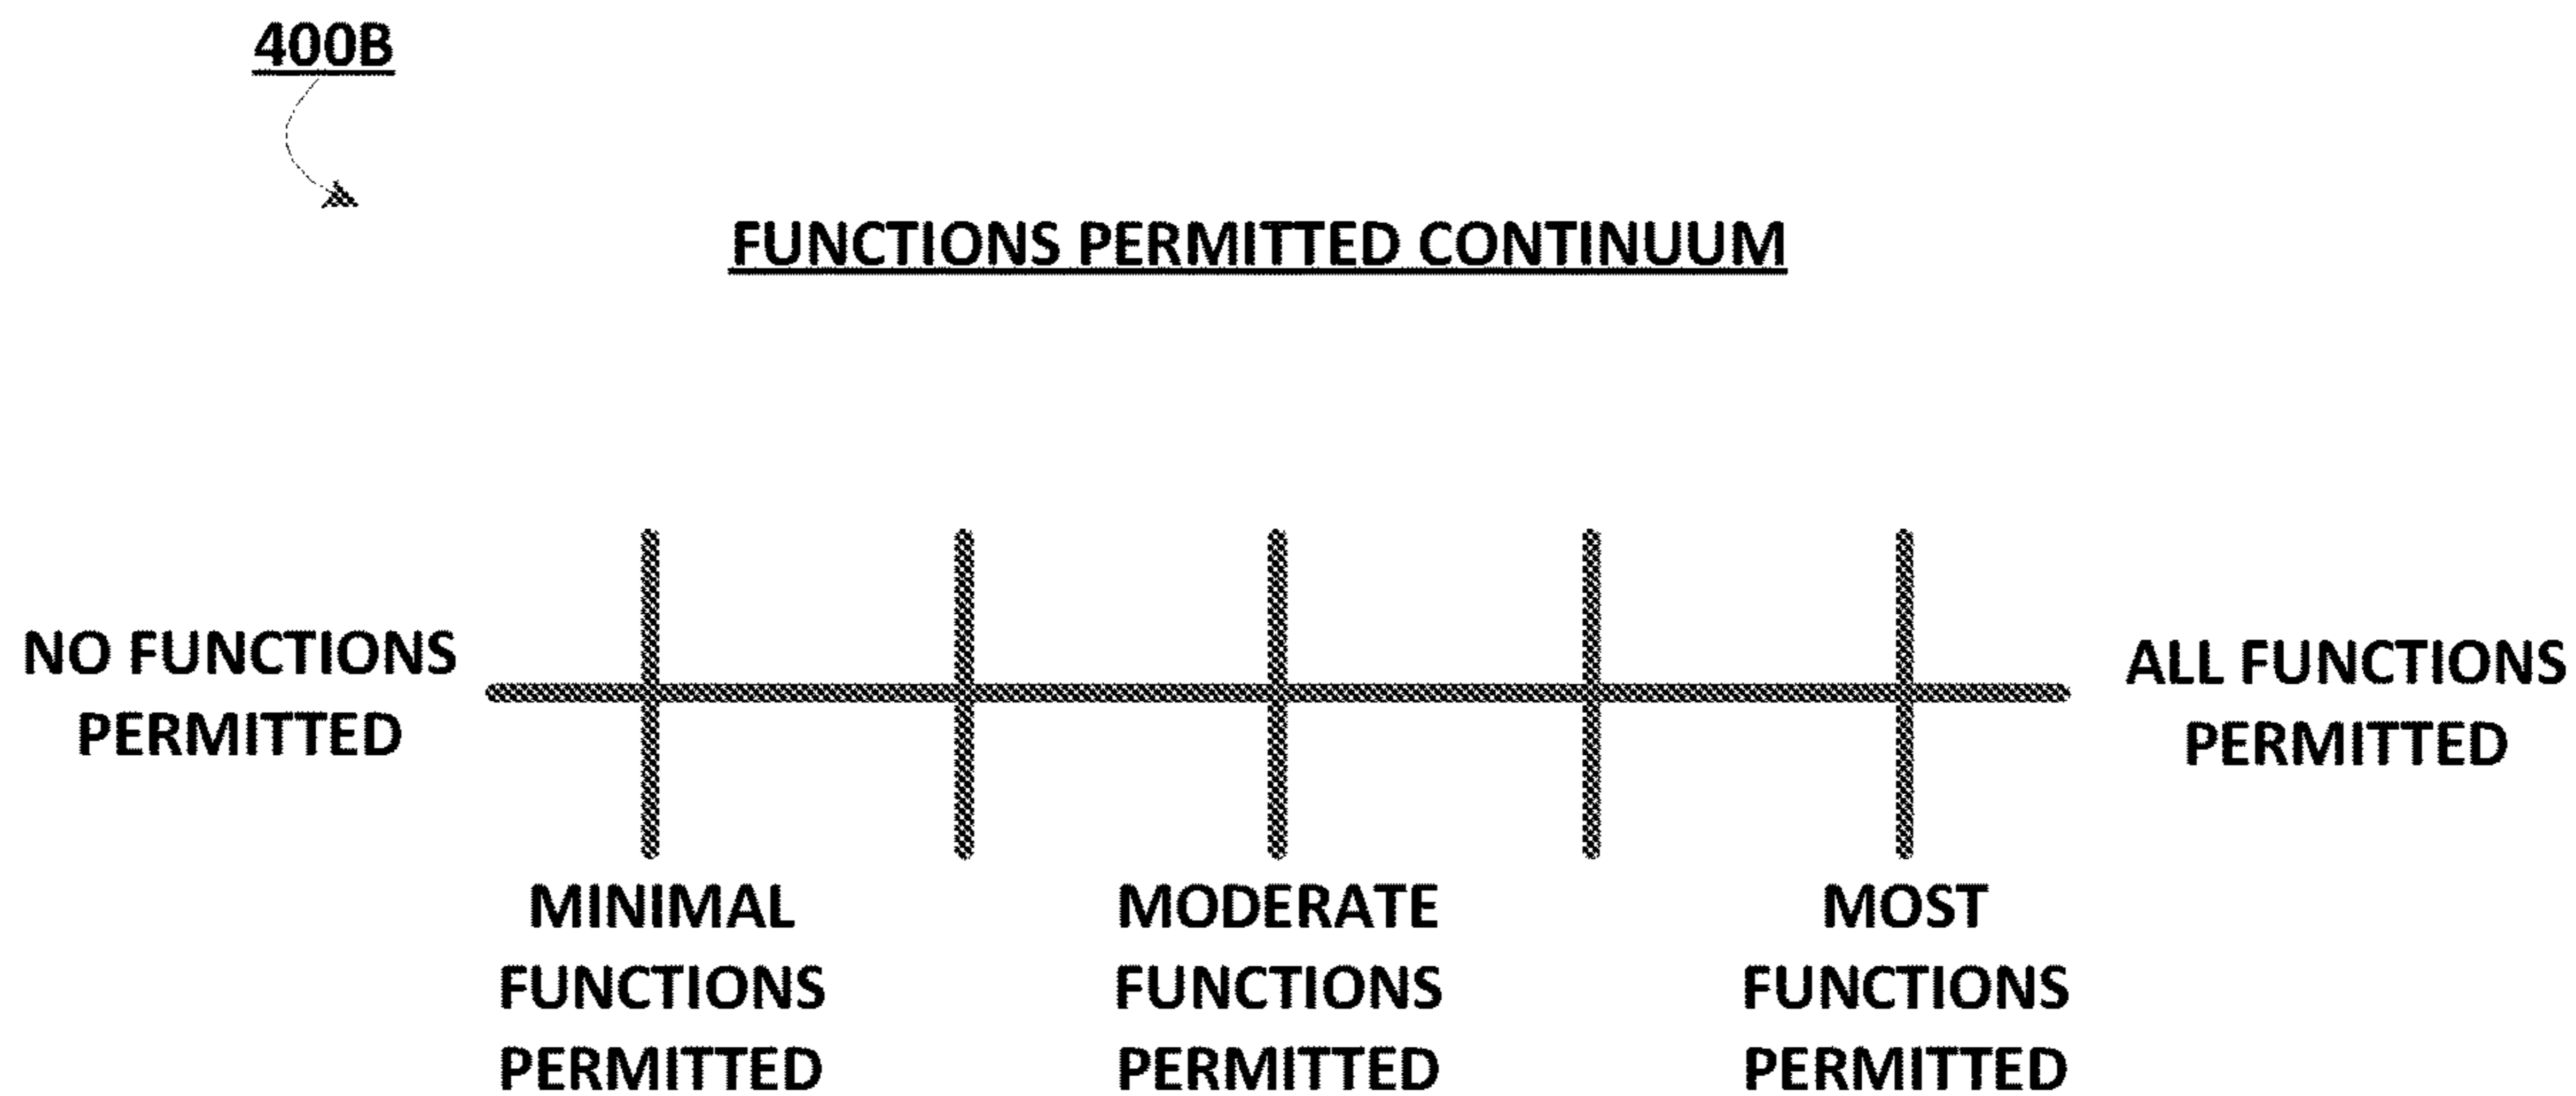 400B
FUNCTIONS PERMITTED CONTINUUM
NO FUNCTIONS
PERMITTED
ALL FUNCTIONS
PERMITTED
MINIMAL
FUNCTIONS
PERMITTED
MODERATE
FUNCTIONS
PERMITTED
MOST
FUNCTIONS
PERMITTED